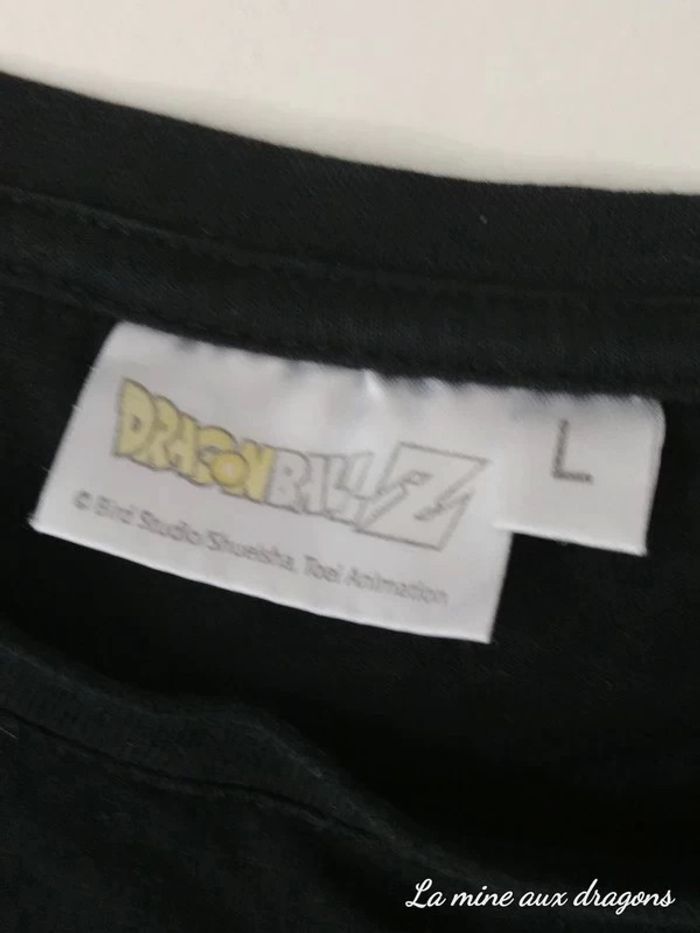 DRAGONBALL Z
L
© Bird Studio/Shueisha, Toei Animation
La mine aux dragons